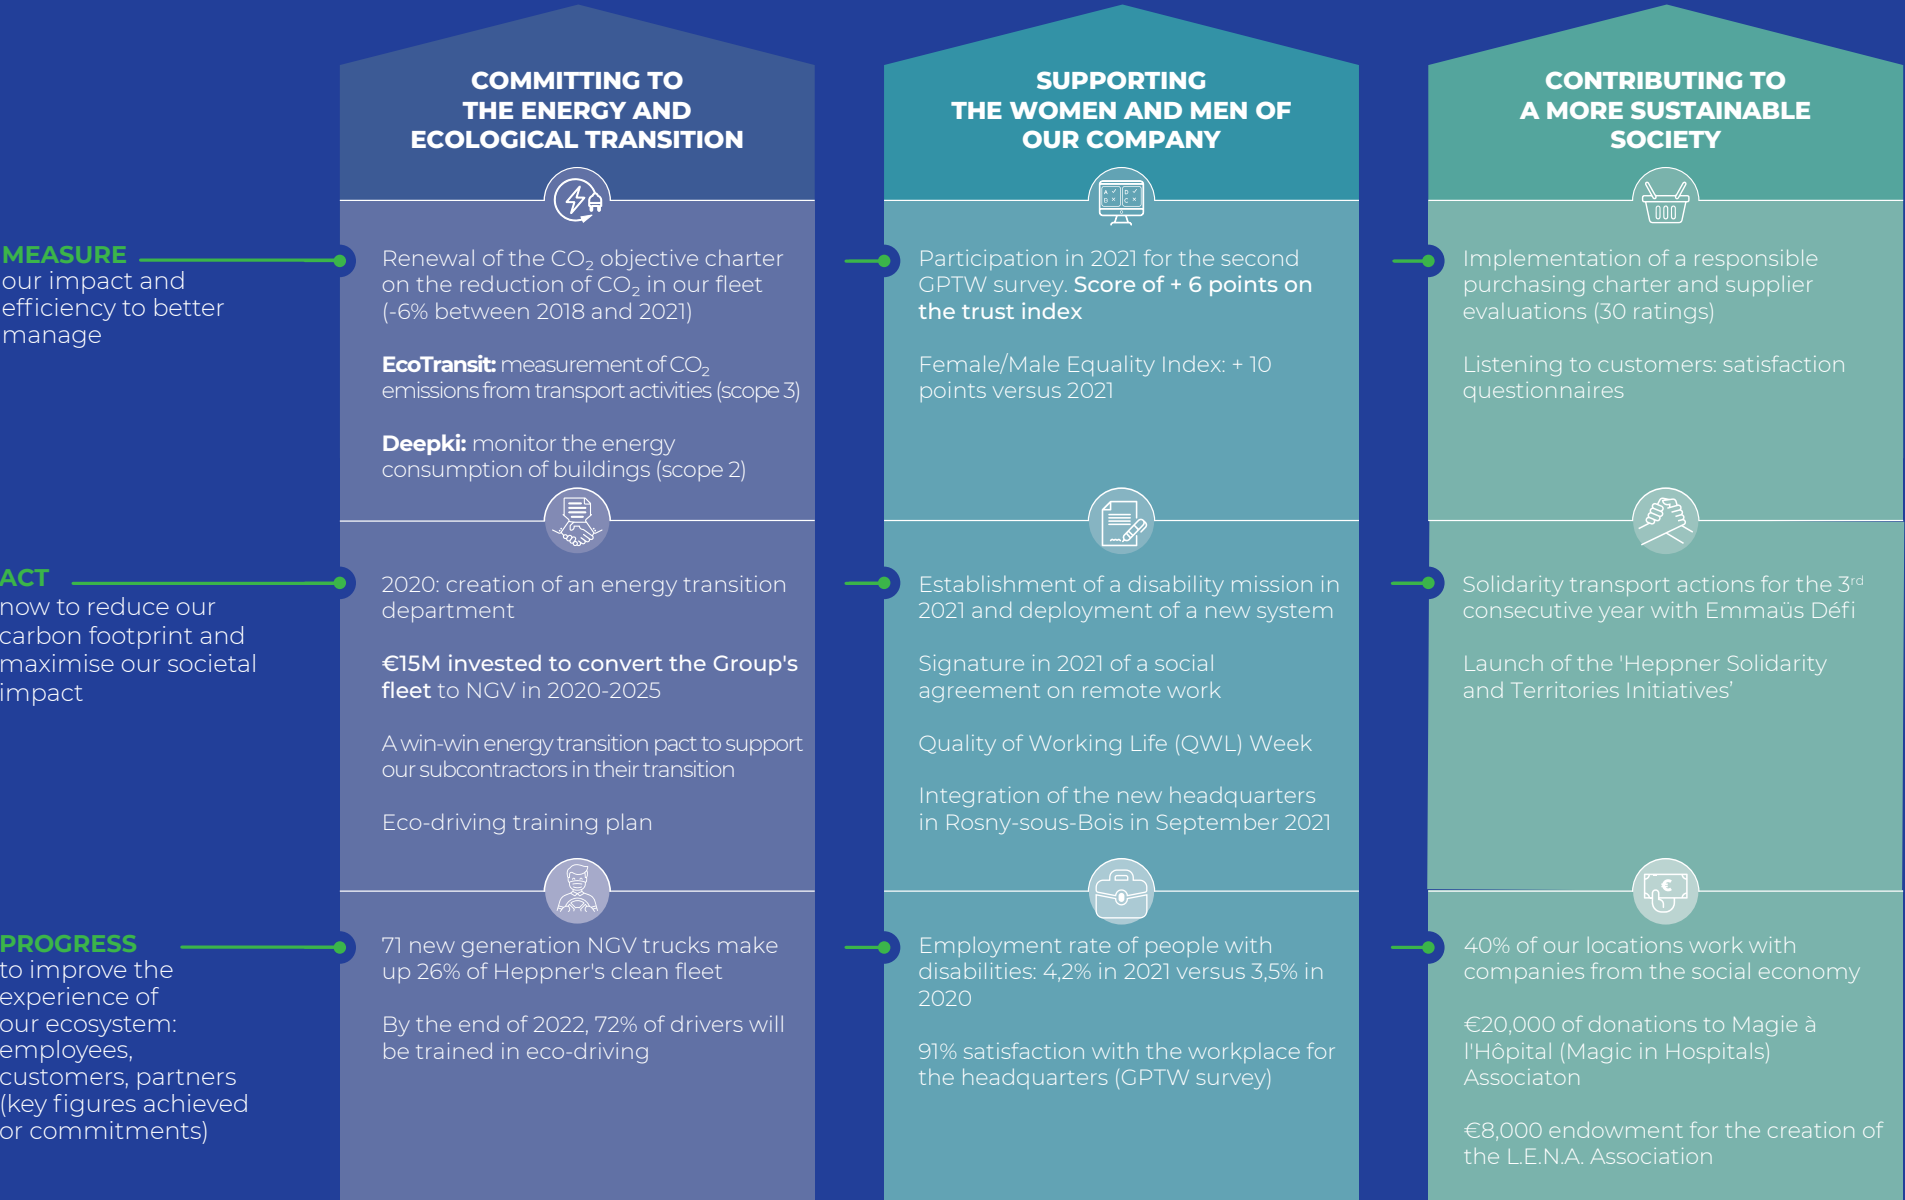 COMMITTING TO
THE ENERGY AND
ECOLOGICAL TRANSITION
SUPPORTING
THE WOMEN AND MEN OF
OUR COMPANY
CONTRIBUTING TO
A MORE SUSTAINABLE
SOCIETY
MEASURE
our impact and
efficiency to better
manage
Renewal of the CO₂ objective charter
on the reduction of CO₂ in our fleet
(-6% between 2018 and 2021)
EcoTransit: measurement of CO₂
emissions from transport activities (scope 3)
Deepki: monitor the energy
consumption of buildings (scope 2)
Participation in 2021 for the second
GPTW survey. Score of + 6 points on
the trust index
Female/Male Equality Index: + 10
points versus 2021
Implementation of a responsible
purchasing charter and supplier
evaluations (30 ratings)
Listening to customers: satisfaction
questionnaires
ACT
now to reduce our
carbon footprint and
maximise our societal
impact
2020: creation of an energy transition
department
€15M invested to convert the Group's
fleet to NGV in 2020-2025
A win-win energy transition pact to support
our subcontractors in their transition
Eco-driving training plan
Establishment of a disability mission in
2021 and deployment of a new system
Signature in 2021 of a social
agreement on remote work
Quality of Working Life (QWL) Week
Integration of the new headquarters
in Rosny-sous-Bois in September 2021
Solidarity transport actions for the 3rd
consecutive year with Emmaüs Défi
Launch of the 'Heppner Solidarity
and Territories Initiatives’
PROGRESS
to improve the
experience of
our ecosystem:
employees,
customers, partners
(key figures achieved
or commitments)
71 new generation NGV trucks make
up 26% of Heppner's clean fleet
By the end of 2022, 72% of drivers will
be trained in eco-driving
Employment rate of people with
disabilities: 4,2% in 2021 versus 3,5% in
2020
91% satisfaction with the workplace for
the headquarters (GPTW survey)
40% of our locations work with
companies from the social economy
€20,000 of donations to Magie à
l'Hôpital (Magic in Hospitals)
Associaton
€8,000 endowment for the creation of
the L.E.N.A. Association